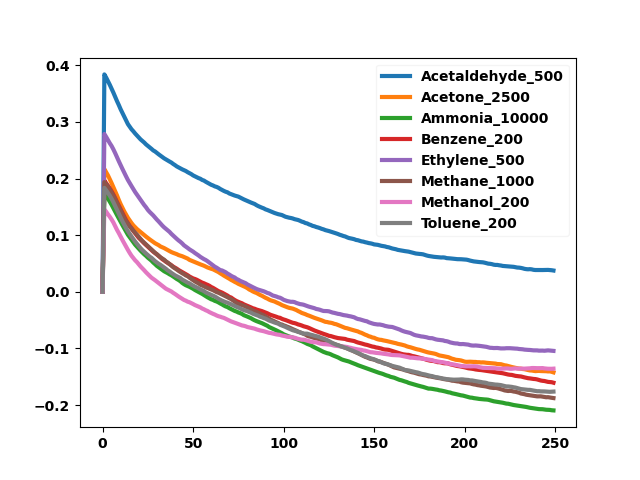 0.4
0.3
0.2
0.1
0.0
−0.1
−0.2
0
50
100
150
200
250
Acetaldehyde_500
Acetone_2500
Ammonia_10000
Benzene_200
Ethylene_500
Methane_1000
Methanol_200
Toluene_200